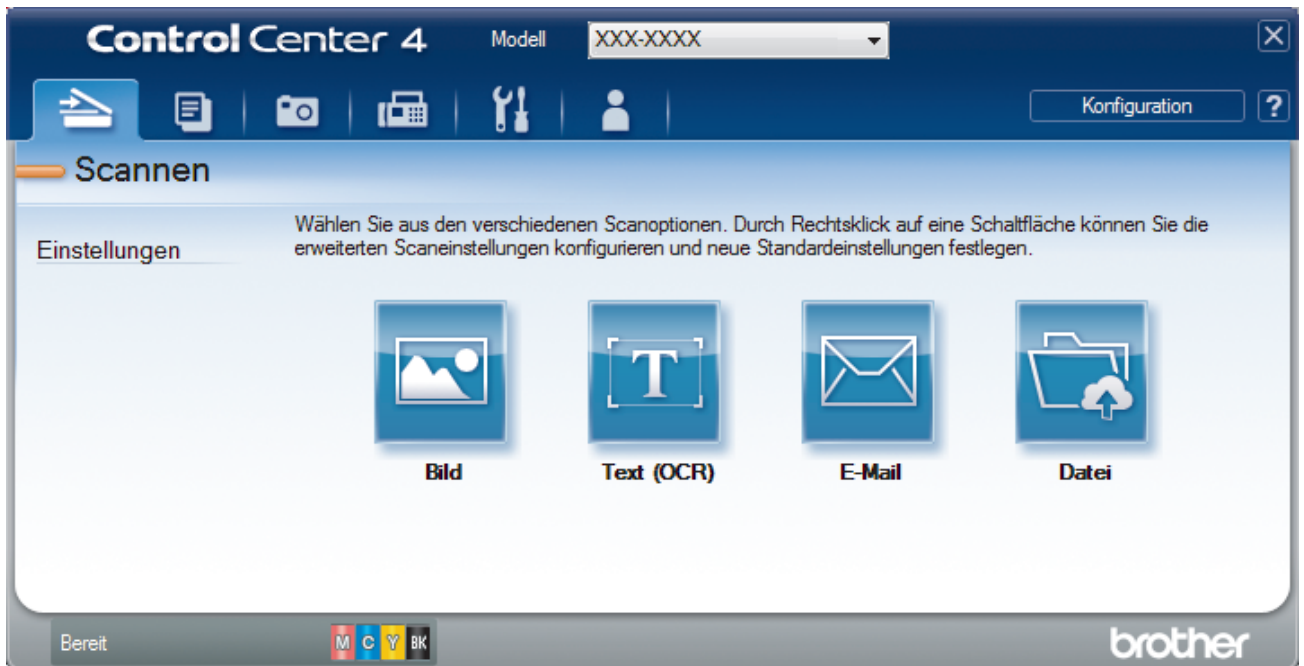 ControlCenter 4
Modell
XXX-XXXX
Konfiguration
?
Scannen
Einstellungen
Wählen Sie aus den verschiedenen Scanoptionen. Durch Rechtsklick auf eine Schaltfläche können Sie die
erweiterten Scaneinstellungen konfigurieren und neue Standardeinstellungen festlegen.
T
Bild
Text (OCR)
E-Mail
Datei
Bereit
M C Y BK
brother